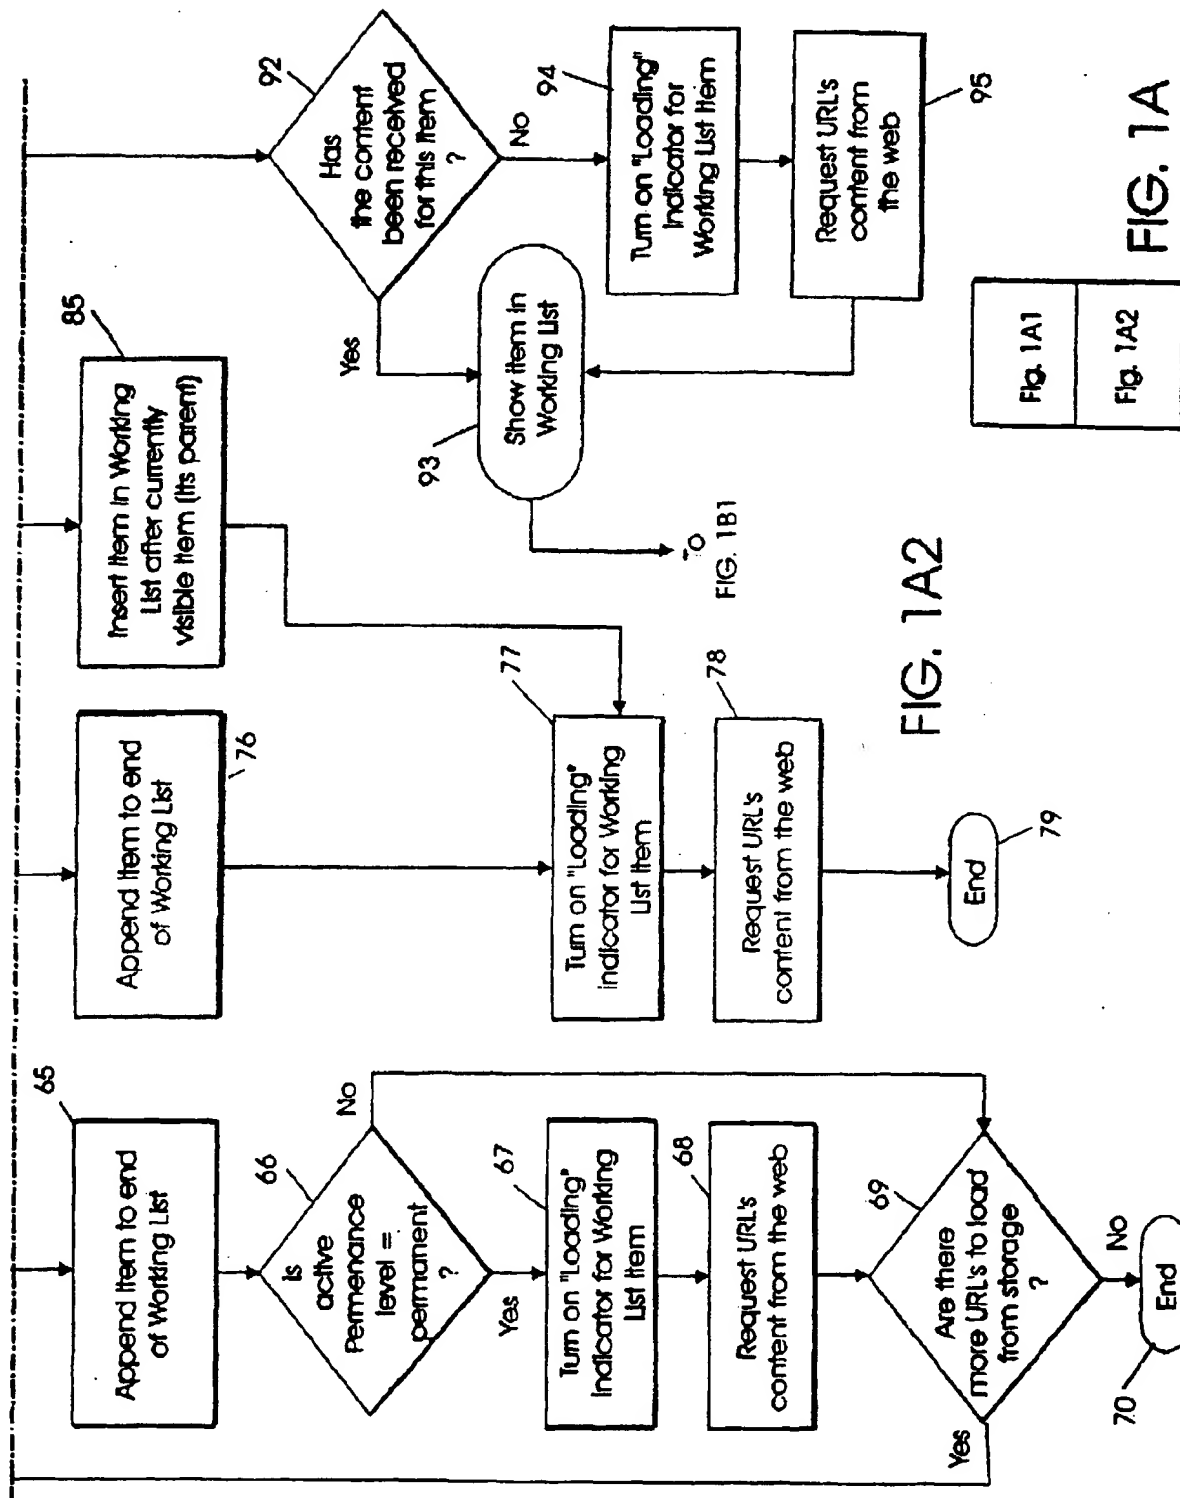 65
Append Item to end
of Working List
66
Is
active
Permenance
level =
permanent
?
No
Yes
67
Turn on "Loading"
Indicator for Working
List Item
68
Request URL's
content from the web
69
Are there
more URL's to load
from storage
?
Yes
No
70
End
Append Item to end
of Working List
76
Insert Item in Working
List after currently
visible Item (its parent)
85
77
Turn on "Loading"
Indicator for Working
List Item
78
Request URL's
content from the web
End
79
92
Has
the content
been received
for this Item
?
Yes
No
93
Show Item in
Working List
94
Turn on "Loading"
Indicator for
Working List Item
Request URL's
content from
the web
95
To
FIG. 1B1
FIG. 1A2
Fig. 1A1
Fig. 1A2
FIG. 1A